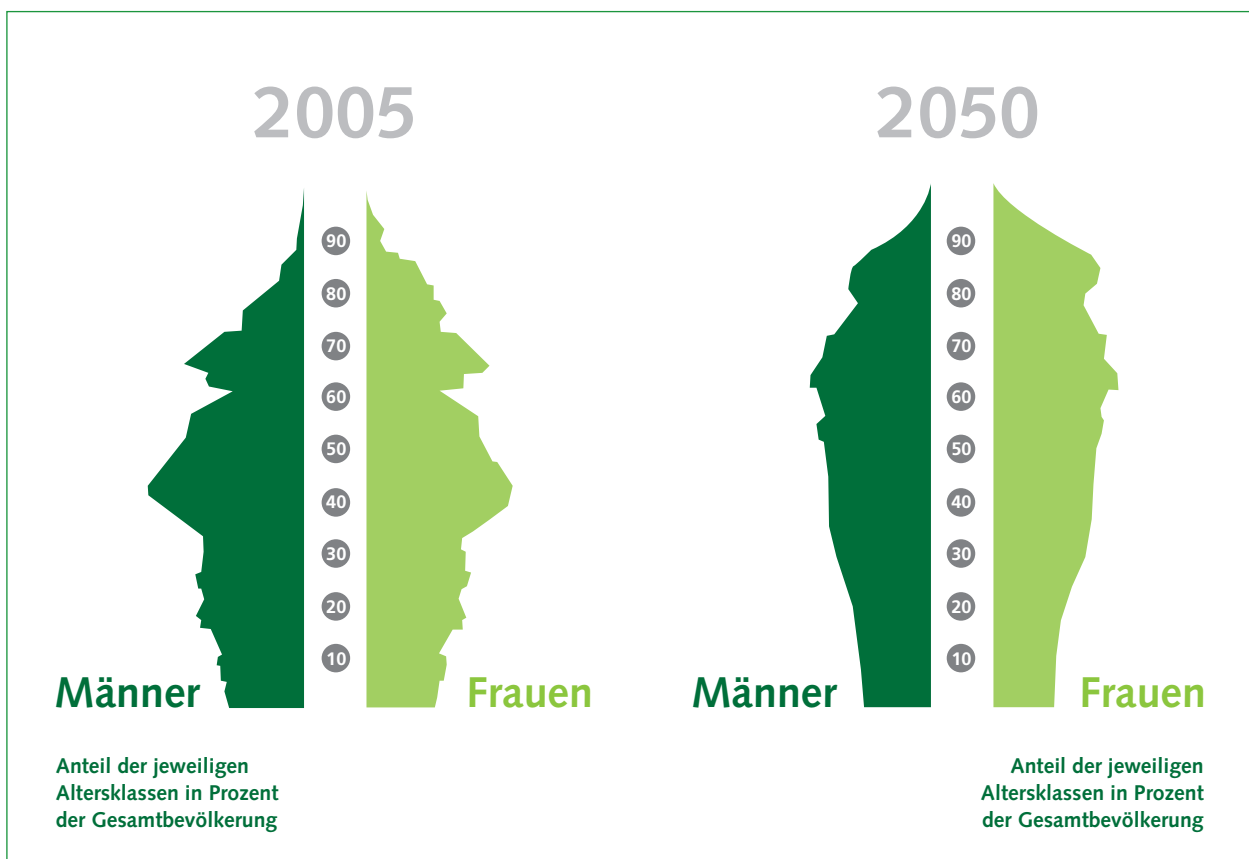 2005
2050
90
80
70
60
50
40
30
20
10
90
80
70
60
50
40
30
20
10
Männer
Frauen
Männer
Frauen
Anteil der jeweiligen
Altersklassen in Prozent
der Gesamtbevölkerung
Anteil der jeweiligen
Altersklassen in Prozent
der Gesamtbevölkerung